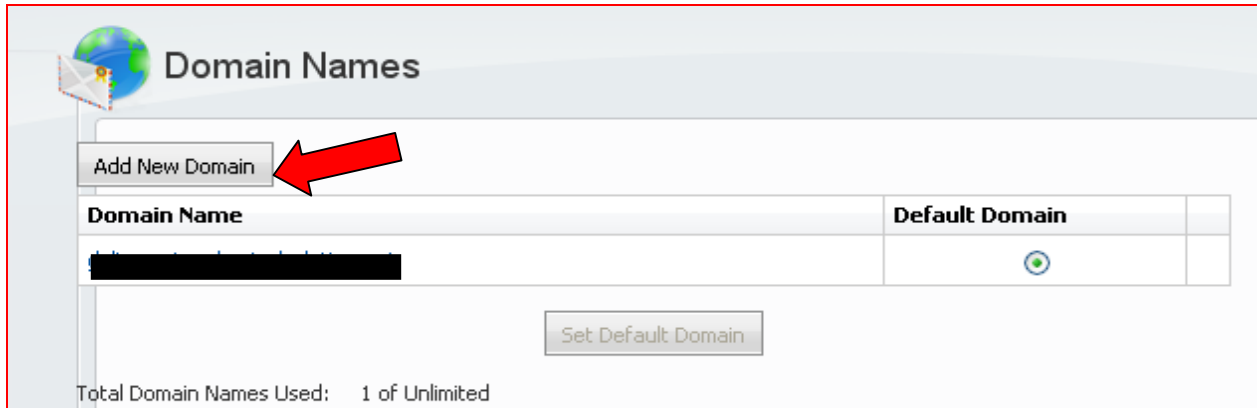 Domain Names
Add New Domain
Domain Name Default Domain
Set Default Domain
Total Domain Names Used: 1 of Unlimited